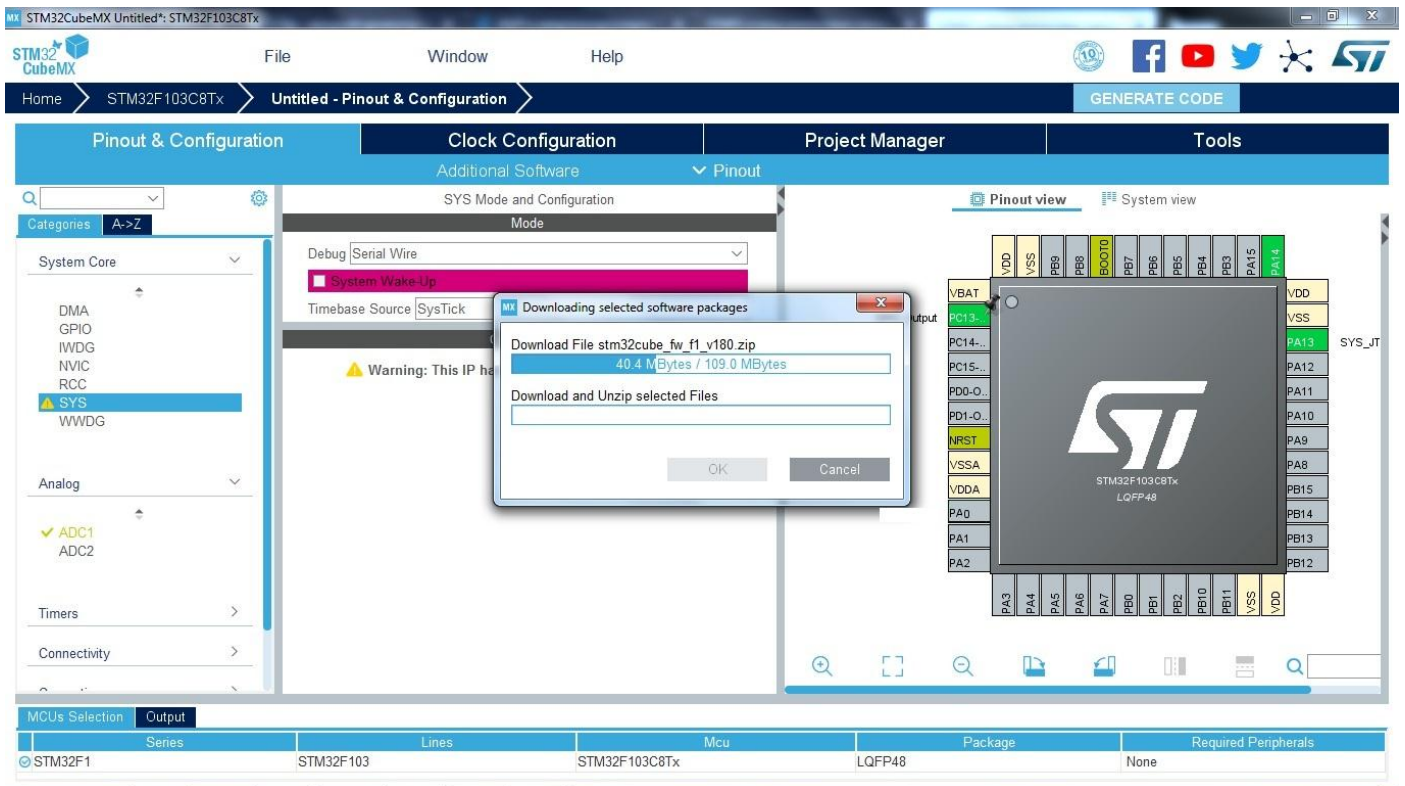 MX STM32CubeMX Untitled*: STM32F103C8Tx
STM32
CubeMX
File Window Help
10
Home STM32F103C8Tx Untitled - Pinout & Configuration GENERATE CODE
Pinout & Configuration Clock Configuration Project Manager Tools
Additional Software Pinout
SYS Mode and Configuration
Pinout view System view
Categories A->Z
Mode
System Core
DMA
GPIO
IWDG
NVIC
RCC
SYS
WWDG
Analog
ADC1
ADC2
Timers
Connectivity
Debug Serial Wire
System Wake-Up
Timebase Source SysTick
Warning: This IP ha
MX Downloading selected software packages
Download File stm32cube_fw_f1_v180.zip
40.4 MBytes / 109.0 MBytes
Download and Unzip selected Files
OK Cancel
VDD VSS PB9 PB8 BOOT0 PB7 PB6 PB5 PB4 PB3 PA15 PA14
VBAT
PC13-..
PC14-..
PC15-..
PD0-O..
PD1-O..
NRST
VSSA
VDDA
PA0
PA1
PA2
utput
STM32F103C8Tx
LQFP48
VDD
VSS
PA13 SYS_JT
PA12
PA11
PA10
PA9
PA8
PB15
PB14
PB13
PB12
PA3 PA4 PA5 PA6 PA7 PB0 PB1 PB2 PB10 PB11 VSS VDD
MCUs Selection Output
Series Lines Mcu Package Required Peripherals
STM32F1 STM32F103 STM32F103C8Tx LQFP48 None